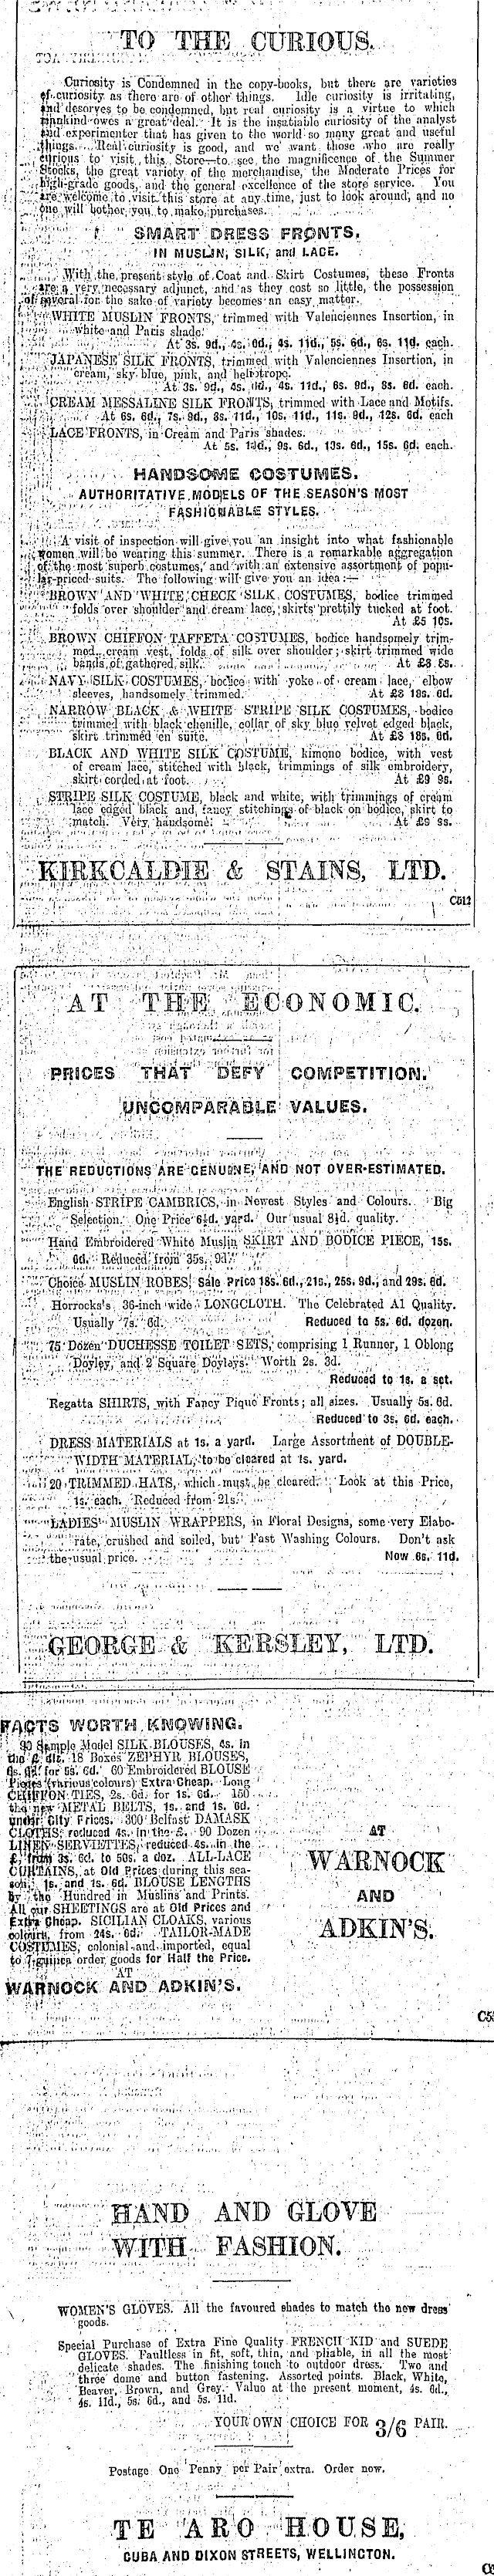 TO THE CURIOUS.
Curiosity is Condemned in the copy-books, but there are varieties
of curiosity as there are of other things. Idle curiosity is irritating,
and deserves to be condemned, but real curiosity is a virtue to which
mankind owes a great deal. It is the insatiable curiosity of the analyst
and experimenter that has given to the world so many great and useful
things. Real curiosity is good, and we want those who are really
curious to visit this Store—to see the magnificence of the Summer
Stocks, the great variety of the merchandise, the Moderate Prices for
high-grade goods, and the general excellence of the store service. You
are welcome to visit this store at any time, just to look around, and no
one will bother you to make purchases.
SMART DRESS FRONTS.
IN MUSLIN, SILK, and LACE.
With the present style of Coat and Skirt Costumes, these Fronts
are a very necessary adjunct, and as they cost so little, the possession
of several for the sake of variety becomes an easy matter.
WHITE MUSLIN FRONTS, trimmed with Valenciennes Insertion, in
white and Paris shade.
At 3s. 9d., 4s. 6d., 4s. 11d., 5s. 6d., 6s. 11d. each.
JAPANESE SILK FRONTS, trimmed with Valenciennes Insertion, in
cream, sky blue, pink, and heliotrope.
At 3s. 9d., 4s. 11d., 6s. 9d., 8s. 6d. each.
CREAM MESSALINE SILK FRONTS, trimmed with Lace and Motifs.
At 6s. 6d., 7s. 9d., 8s. 11d., 10s. 11d., 11s. 9d., 12s. 6d. each
LACE FRONTS, in Cream and Paris shades.
At 5s. 11d., 9s. 6d., 13s. 6d., 15s. 6d. each.
HANDSOME COSTUMES.
AUTHORITATIVE MODELS OF THE SEASON'S MOST
FASHIONABLE STYLES.
A visit of inspection will give you an insight into what fashionable
women will be wearing this summer. There is a remarkable aggregation
of the most superb costumes, and with an extensive assortment of popu-
lar-priced suits. The following will give you an idea:—
BROWN AND WHITE CHECK SILK COSTUMES, bodice trimmed
folds over shoulder and cream lace, skirts prettily tucked at foot.
At £5 10s.
BROWN CHIFFON TAFFETA COSTUMES, bodice handsomely trim-
med cream vest, folds of silk over shoulder; skirt trimmed wide
bands of gathered silk. At £8 8s.
NAVY SILK COSTUMES, bodice with yoke of cream lace, elbow
sleeves, handsomely trimmed. At £3 18s. 6d.
NARROW BLACK & WHITE STRIPE SILK COSTUMES, bodice
trimmed with black chenille, collar of sky blue velvet edged black,
skirt trimmed en suite. At £3 18s. 6d.
BLACK AND WHITE SILK COSTUME, kimono bodice, with vest
of cream lace, stitched with black, trimmings of silk embroidery,
skirt corded at foot. At £9 9s.
STRIPE SILK COSTUME, black and white, with trimmings of cream
lace edged black and fancy stitchings of black on bodice, skirt to
match. Very handsome! At
KIRKCALDIE & STAINS, LTD.
C512
AT THE ECONOMIC.
PRICES THAT DEFY COMPETITION.
UNCOMPARABLE VALUES.
THE REDUCTIONS ARE GENUINE, AND NOT OVER-ESTIMATED.
English STRIPE CAMBRICS, in Newest Styles and Colours. Big
Selection. One Price 6½d. yard. Our usual 8½d. quality.
Hand Embroidered White Muslin SKIRT AND BODICE PIECE, 15s.
6d. Reduced from 35s. 9d.
Choice MUSLIN ROBES, Sale Price 18s. 6d., 21s., 25s. 9d., and 29s. 6d.
Horrocks's 36-inch wide LONGCLOTH. The Celebrated A1 Quality.
Usually 7s. 6d. Reduced to 5s. 6d. dozen.
75 Dozen DUCHESSE TOILET SETS, comprising 1 Runner, 1 Oblong
Doyley, and 2 Square Doyleys. Worth 2s. 3d.
Reduced to 1s. a set.
Regatta SHIRTS, with Fancy Piqué Fronts; all sizes. Usually 5s. 6d.
Reduced to 3s. 6d. each.
DRESS MATERIALS at 1s. a yard. Large Assortment of DOUBLE-
WIDTH MATERIAL, to be cleared at 1s. yard.
20 TRIMMED HATS, which must be cleared. Look at this Price,
1s. each. Reduced from 21s.
LADIES' MUSLIN WRAPPERS, in Floral Designs, some very Elabo-
rate, crushed and soiled, but Fast Washing Colours. Don't ask
the usual price. Now 6s. 11d.
GEORGE & KERSLEY, LTD.
FACTS WORTH KNOWING.
90 Sample Model SILK BLOUSES, 4s. in
the £ dis. 18 Boxes ZEPHYR BLOUSES,
for 5s. 6d. 60 Embroidered BLOUSE
Pieces (various colours) Extra Cheap. Long
CHIFFON TIES, 2s. 6d. for 1s. 6d. 150
the new METAL BELTS, 1s. and 1s. 6d.
under City Prices. 300 Belfast DAMASK
CLOTHS reduced 4s. in the £. 90 Dozen
LINEN SERVIETTES, reduced 4s. in the
£, from 3s. 6d. to 50s. a doz. ALL-LACE
CURTAINS, at Old Prices during this sea-
son. 1s. and 1s. 6d. BLOUSE LENGTHS
by the Hundred in Muslins and Prints.
All our SHEETINGS are at Old Prices and
Extra Cheap. SICILIAN CLOAKS, various
colours, from 24s. 6d. TAILOR-MADE
COSTUMES, colonial and imported, equal
to 7-guinea order goods for Half the Price.
AT
WARNOCK AND ADKIN'S.
AT
WARNOCK
AND
ADKIN'S.
HAND AND GLOVE
WITH FASHION.
WOMEN'S GLOVES. All the favoured shades to match the new dress
goods.
Special Purchase of Extra Fine Quality FRENCH KID and SUEDE
GLOVES. Faultless in fit, soft, thin, and pliable, in all the most
delicate shades. The finishing touch to outdoor dress. Two and
three dome and button fastening. Assorted points. Black, White,
Beaver, Brown, and Grey. Value at the present moment, 4s. 6d.,
4s. 11d., 5s. 6d., and 5s. 11d.
YOUR OWN CHOICE FOR 3/6 PAIR.
Postage One Penny per Pair extra. Order now.
TE ARO HOUSE,
CUBA AND DIXON STREETS, WELLINGTON.